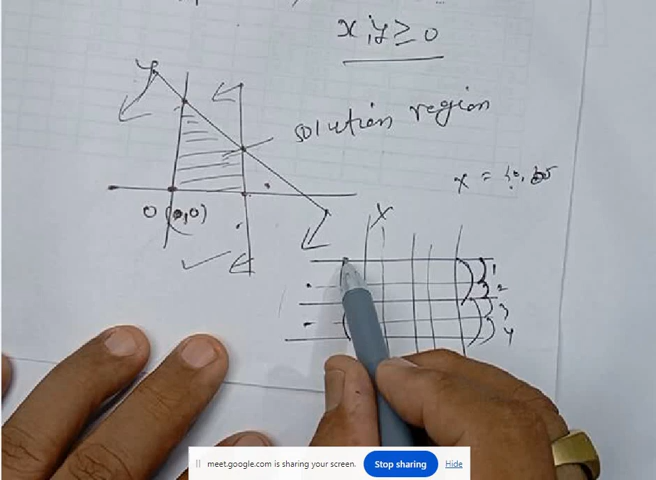 x, y ≥ 0
solution region
x =
0 (0,0)
X
1
2
3
4
meet.google.com is sharing your screen. Stop sharing Hide